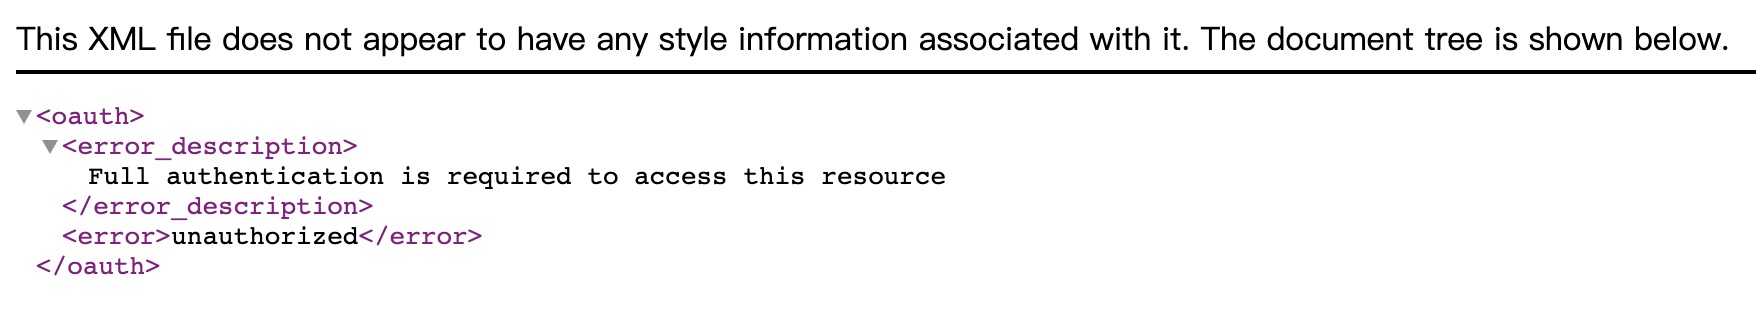 This XML file does not appear to have any style information associated with it. The document tree is shown below.
▼<oauth>
▼<error_description>
Full authentication is required to access this resource
</error_description>
<error>unauthorized</error>
</oauth>